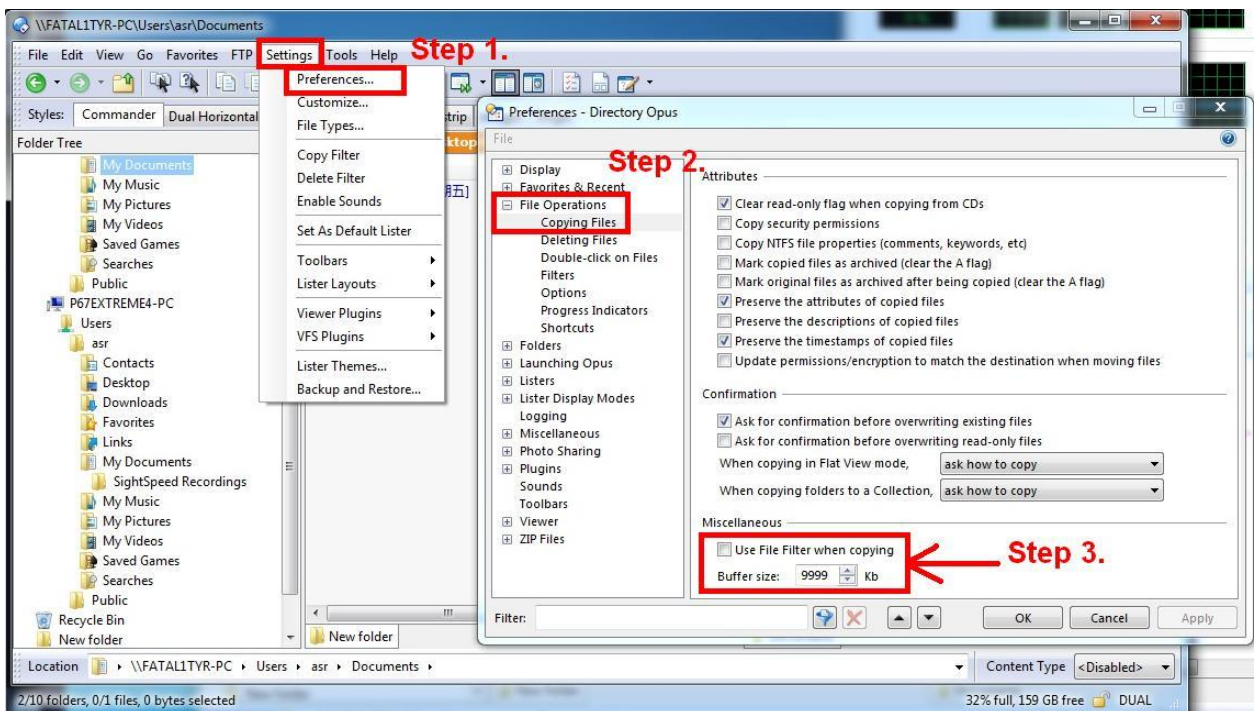 \\FATAL1TYR-PC\Users\asr\Documents
File Edit View Go Favorites FTP Settings Tools Help
Step 1.
Styles: Commander Dual Horizontal
strip
Folder Tree
ktop
My Documents
My Music
My Pictures
My Videos
Saved Games
Searches
Public
P67EXTREME4-PC
Users
asr
Contacts
Desktop
Downloads
Favorites
Links
My Documents
SightSpeed Recordings
My Music
My Pictures
My Videos
Saved Games
Searches
Public
Recycle Bin
New folder
Preferences...
Customize...
File Types...
Copy Filter
Delete Filter
Enable Sounds
Set As Default Lister
Toolbars
Lister Layouts
Viewer Plugins
VFS Plugins
Lister Themes...
Backup and Restore...
期五]
New folder
Preferences - Directory Opus
File
Step 2.
Display
Favorites & Recent
File Operations
Copying Files
Deleting Files
Double-click on Files
Filters
Options
Progress Indicators
Shortcuts
Folders
Launching Opus
Listers
Lister Display Modes
Logging
Miscellaneous
Photo Sharing
Plugins
Sounds
Toolbars
Viewer
ZIP Files
Attributes
Clear read-only flag when copying from CDs
Copy security permissions
Copy NTFS file properties (comments, keywords, etc)
Mark copied files as archived (clear the A flag)
Mark original files as archived after being copied (clear the A flag)
Preserve the attributes of copied files
Preserve the descriptions of copied files
Preserve the timestamps of copied files
Update permissions/encryption to match the destination when moving files
Confirmation
Ask for confirmation before overwriting existing files
Ask for confirmation before overwriting read-only files
When copying in Flat View mode, ask how to copy
When copying folders to a Collection, ask how to copy
Miscellaneous
Use File Filter when copying
Buffer size: 9999 Kb
Step 3.
Filter:
OK Cancel Apply
Location \\FATAL1TYR-PC Users asr Documents
Content Type <Disabled>
2/10 folders, 0/1 files, 0 bytes selected
32% full, 159 GB free DUAL